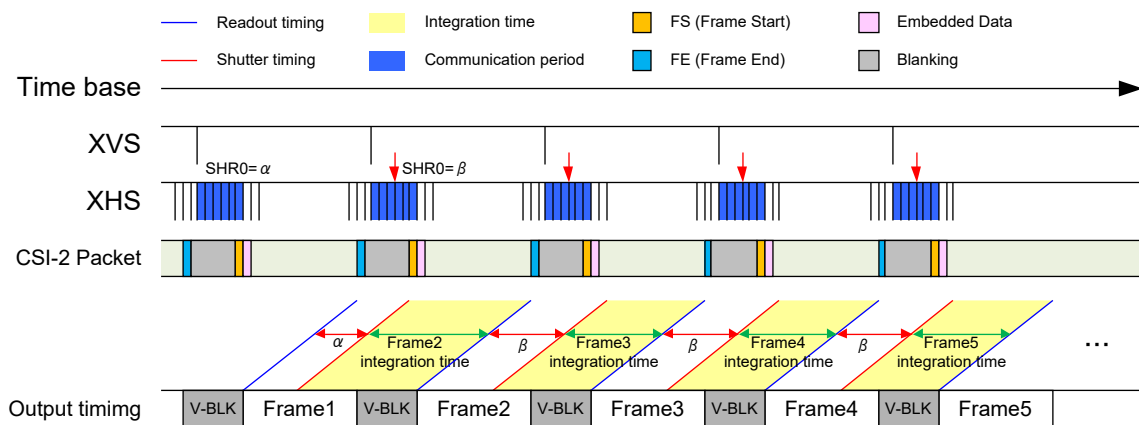 Readout timing
Integration time
FS (Frame Start)
Embedded Data
Shutter timing
Communication period
FE (Frame End)
Blanking
Time base
XVS
SHR0= α
SHR0= β
XHS
CSI-2 Packet
α
Frame2
integration time
β
Frame3
integration time
β
Frame4
integration time
β
Frame5
integration time
...
Output timimg
V-BLK
Frame1
V-BLK
Frame2
V-BLK
Frame3
V-BLK
Frame4
V-BLK
Frame5